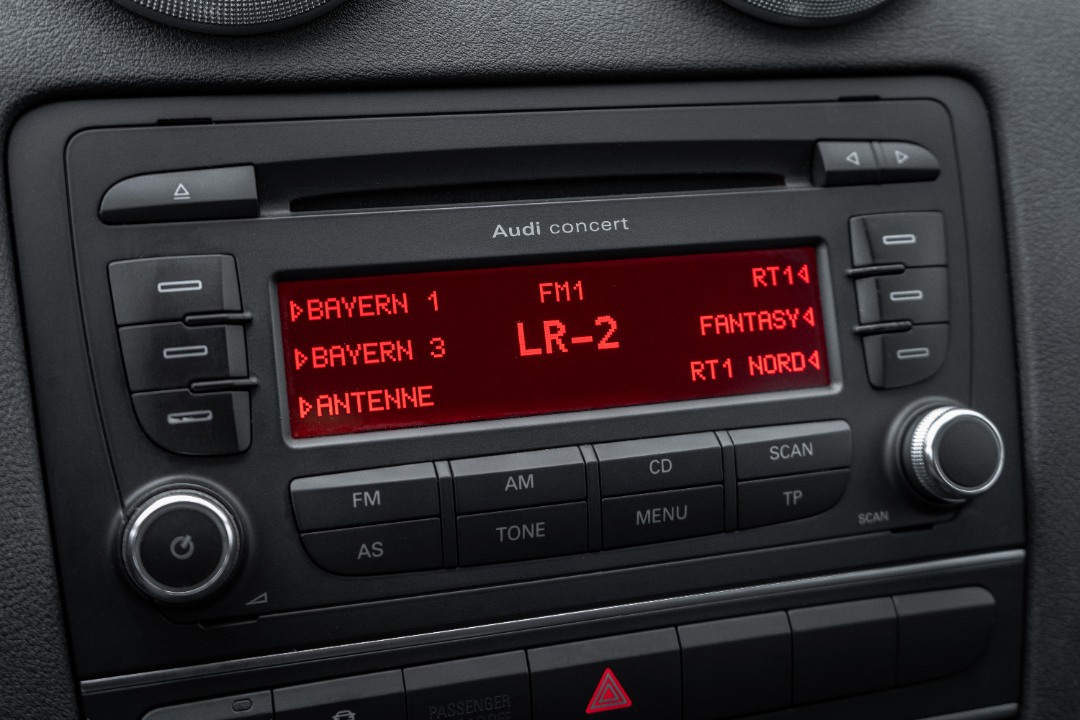 Audi concert
BAYERN 1
FM1
RT1
BAYERN 3
LR-2
FANTASY
ANTENNE
RT1 NORD
FM
AM
CD
SCAN
AS
TONE
MENU
TP
SCAN
PASSENGER